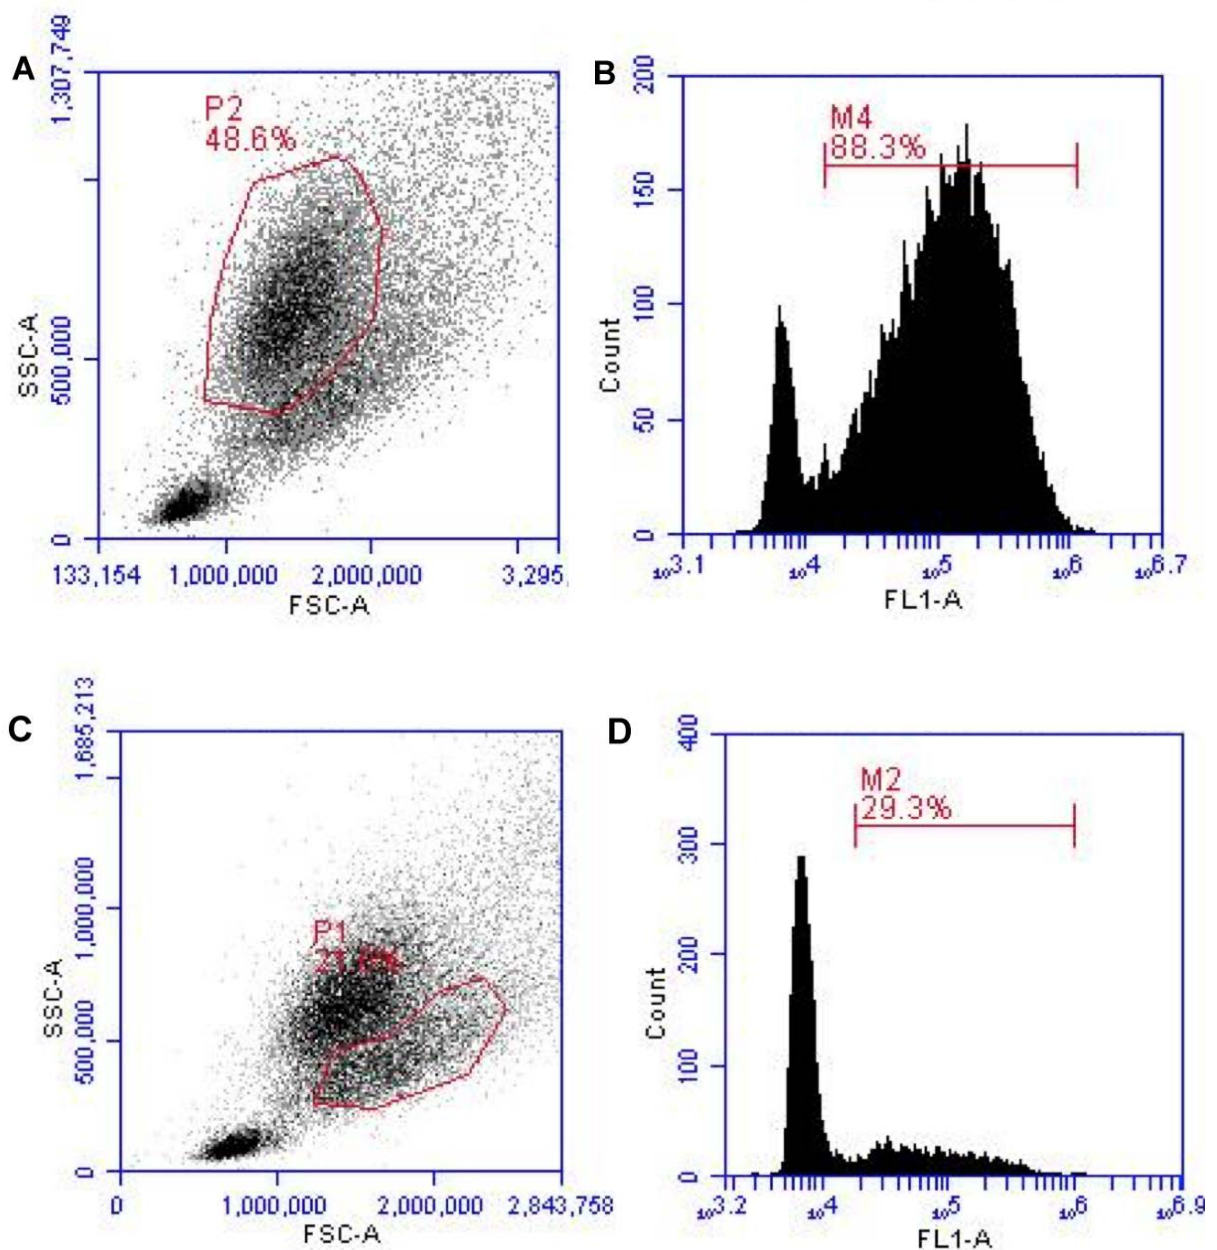 A
1,307,749
P2
48.6%
SSC-A
500,000
0
133,154
1,000,000
2,000,000
3,295,
FSC-A
B
200
M4
88.3%
150
100
50
0
Count
10^3.1
10^4
10^5
10^6
10^6.7
FL1-A
C
1,685,213
1,000,000
P1
SSC-A
500,000
0
0
1,000,000
2,000,000
2,843,758
FSC-A
D
400
M2
29.3%
300
200
100
0
Count
10^3.2
10^4
10^5
10^6
10^6.9
FL1-A